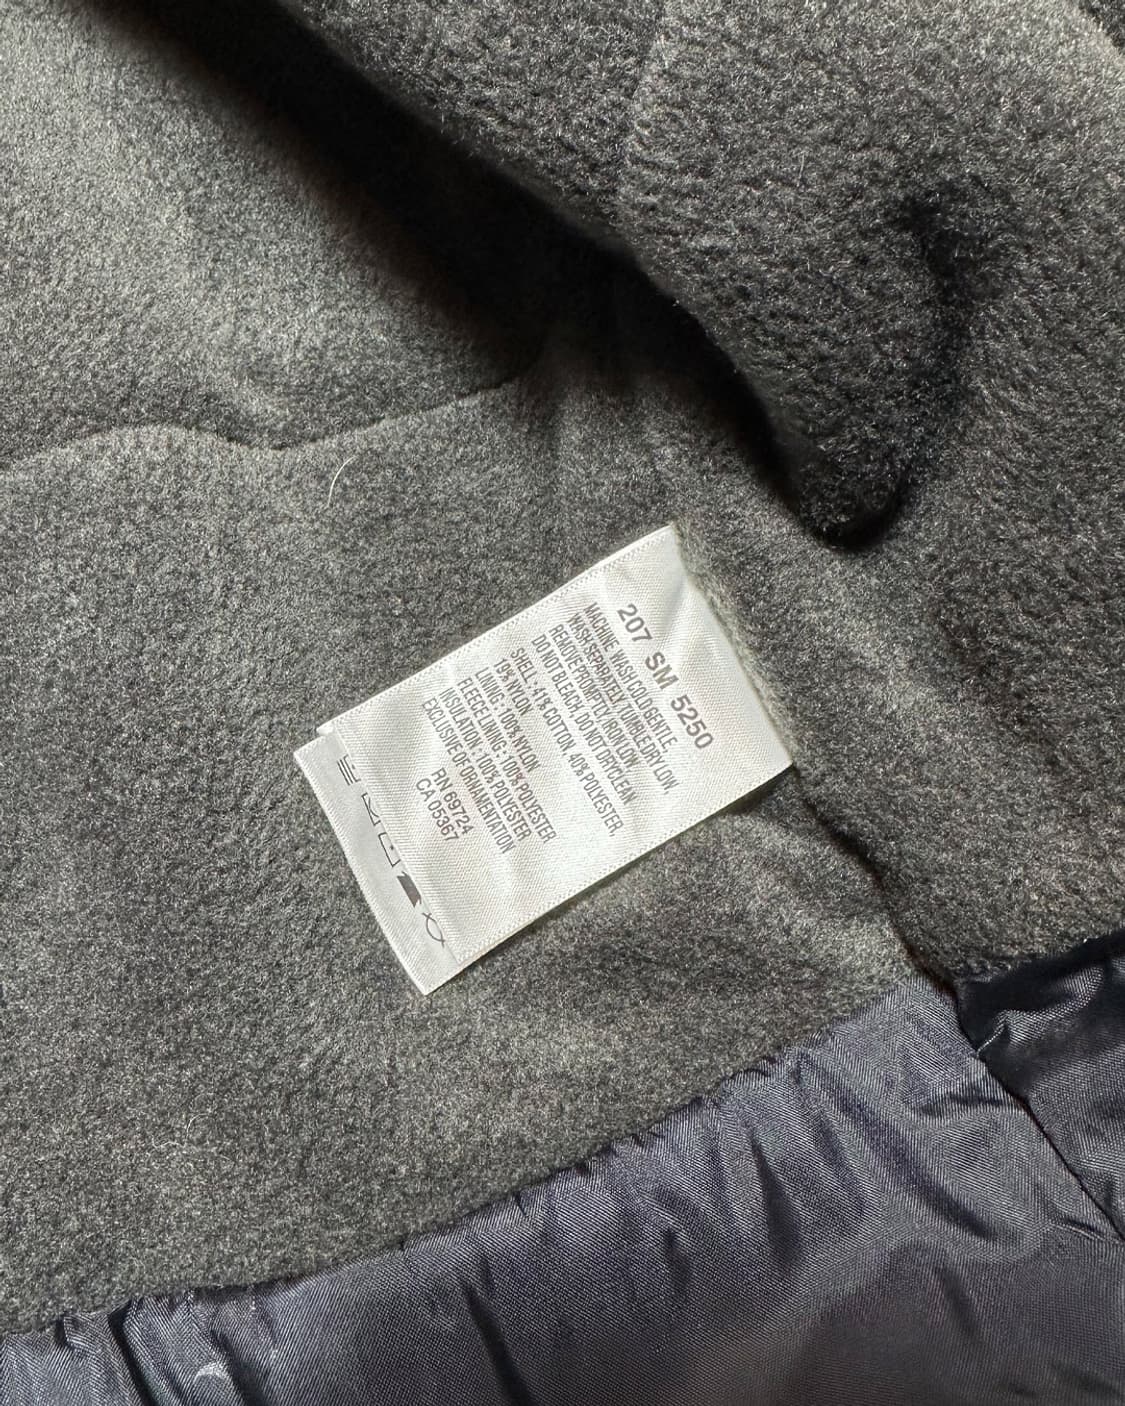 207 SM 5250
MACHINE WASH COLD GENTLE,
WASH SEPARATELY, TUMBLE DRY LOW.
REMOVE PROMPTLY, IRON LOW.
DO NOT BLEACH, DO NOT DRYCLEAN
SHELL : 41% COTTON, 40% POLYESTER,
19% NYLON
LINING : 100% NYLON
FLEECE LINING : 100% POLYESTER
INSULATION : 100% POLYESTER
EXCLUSIVE OF ORNAMENTATION
RN 69724
CA 03367